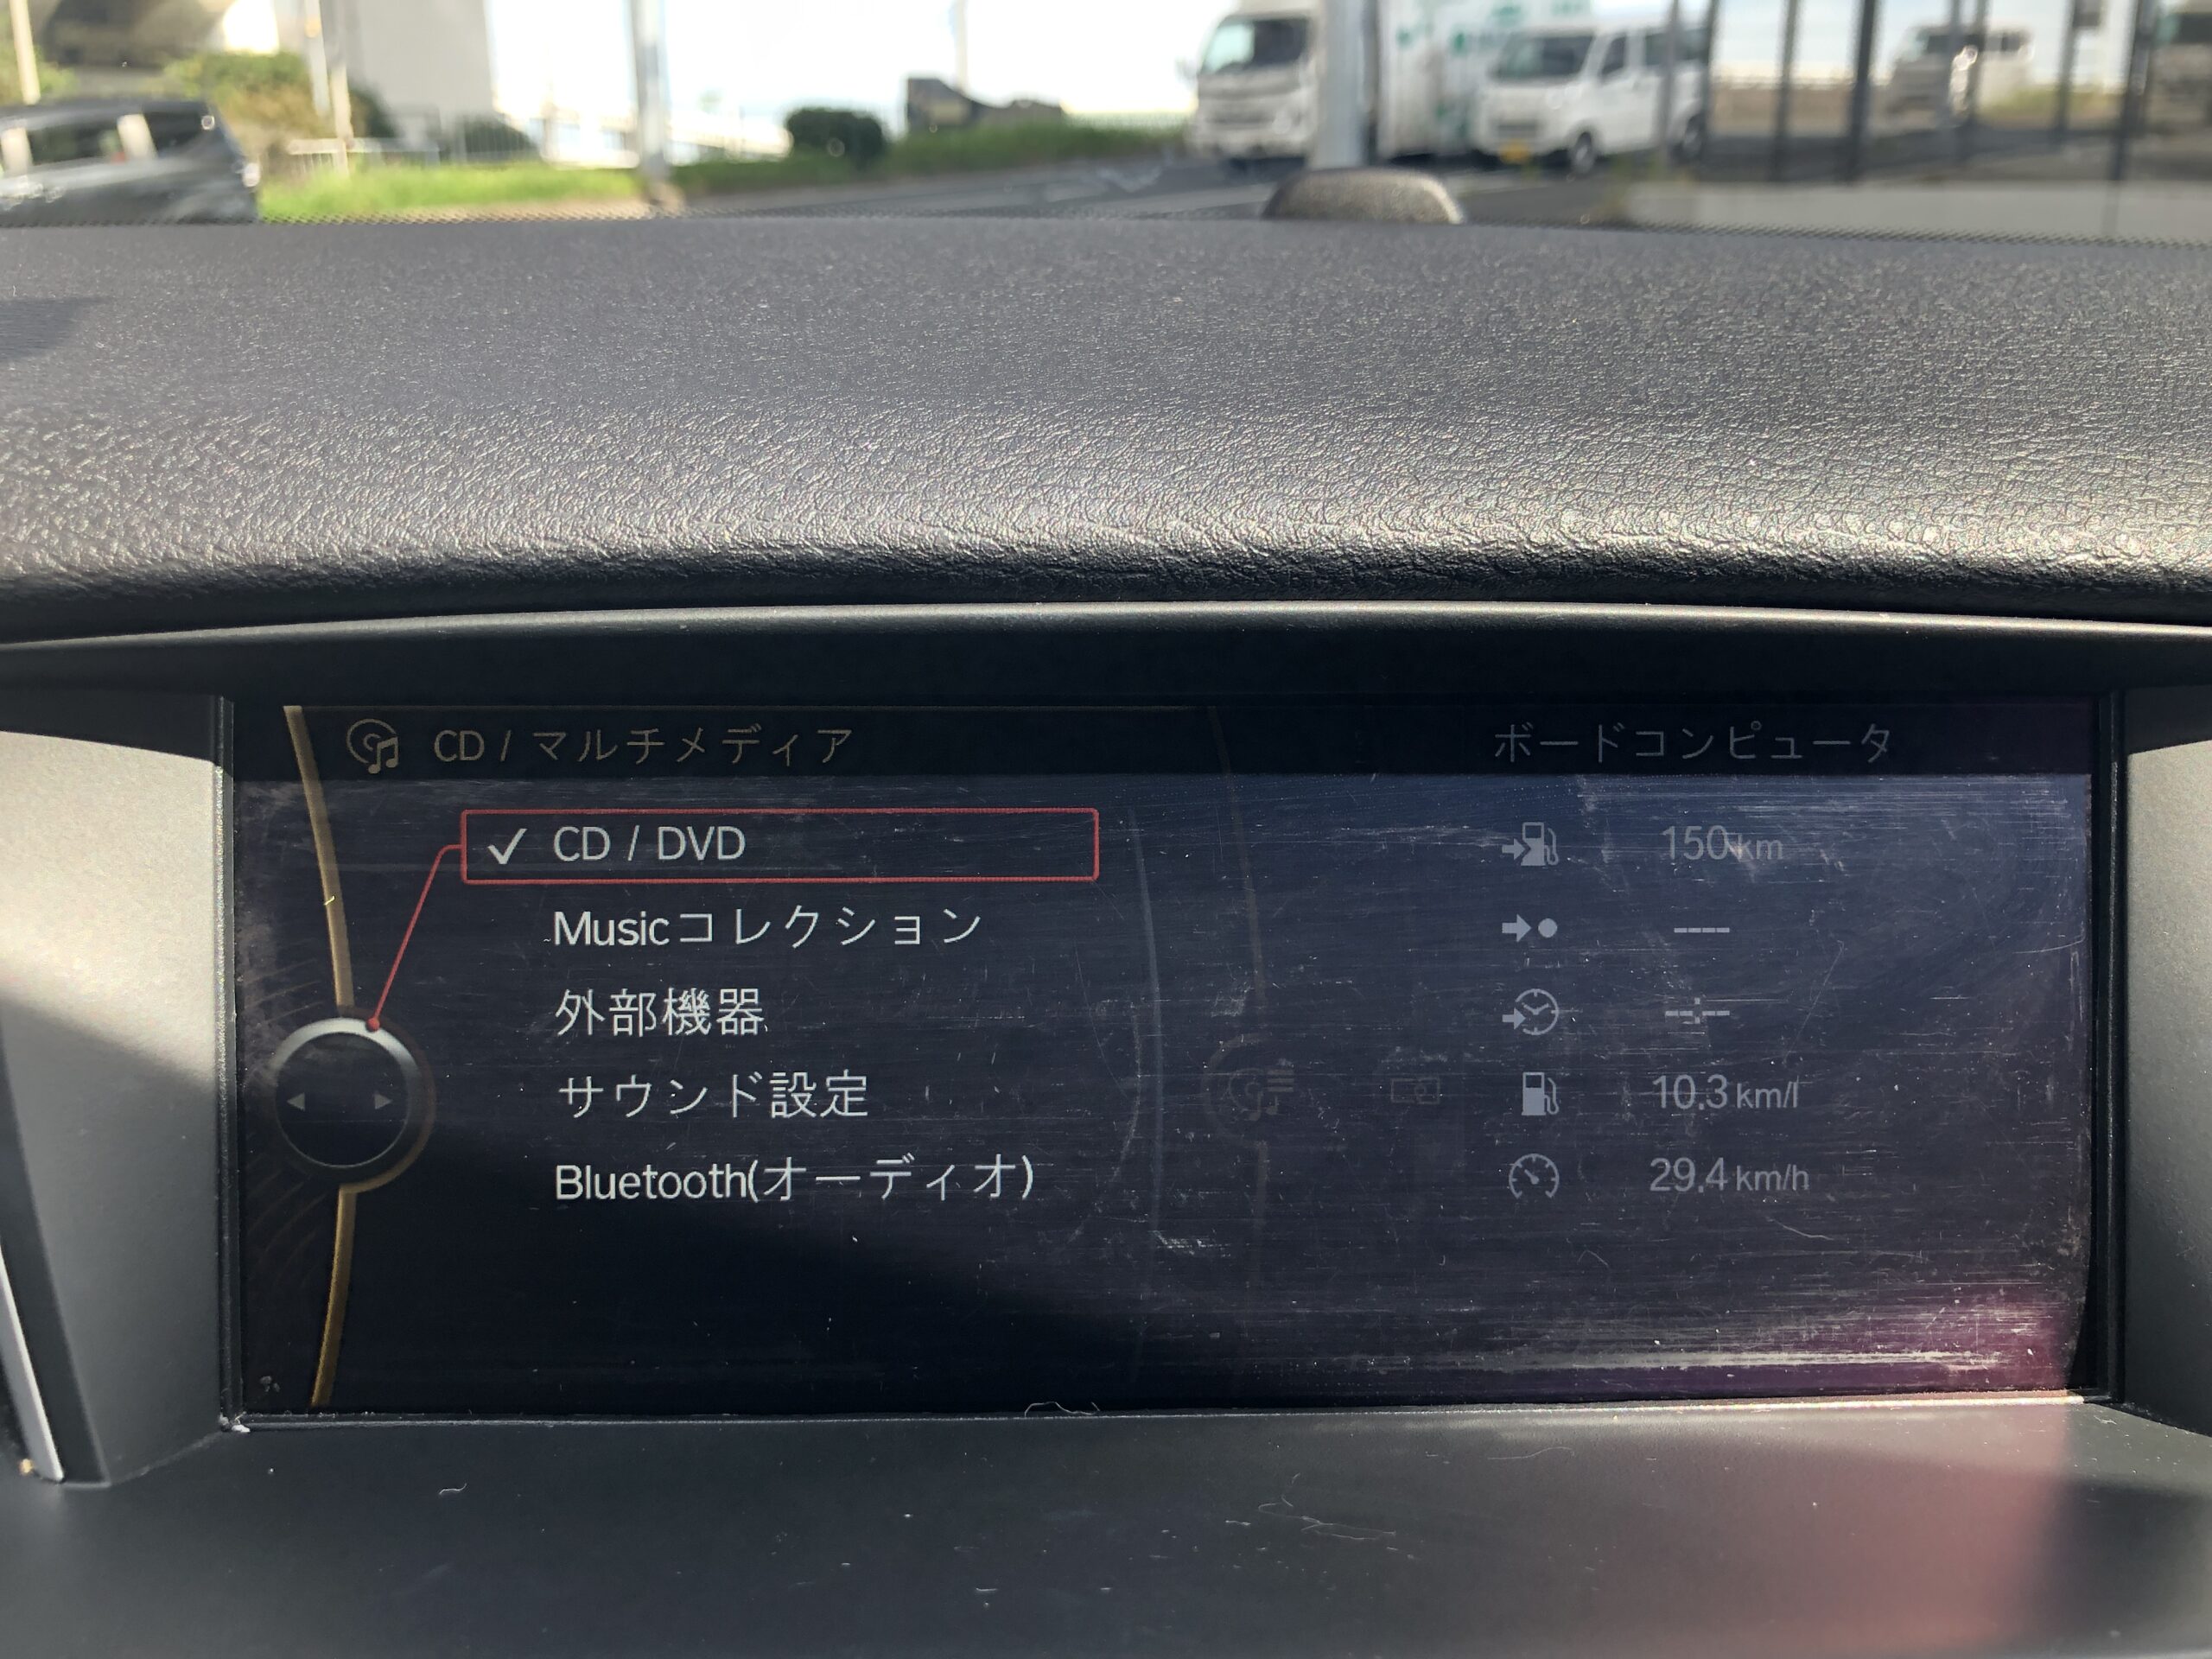 CD / マルチメディア
ボードコンピュータ
CD / DVD
150 km
Musicコレクション
----
外部機器
--:--
サウンド設定
10.3 km/l
Bluetooth(オーディオ)
29.4 km/h